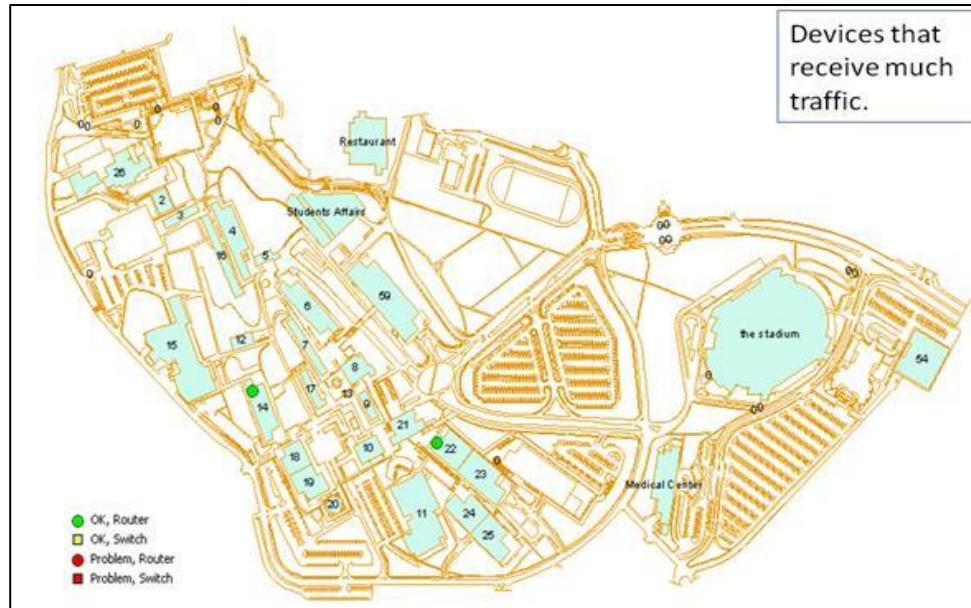 Devices that
receive much
traffic.
Restaurant
26
2
3
Students Affairs
4
16
5
6
59
the stadium
54
15
12
7
8
17
13
14
9
21
22
10
18
23
19
Medical Center
20
11
24
25
OK, Router
OK, Switch
Problem, Router
Problem, Switch